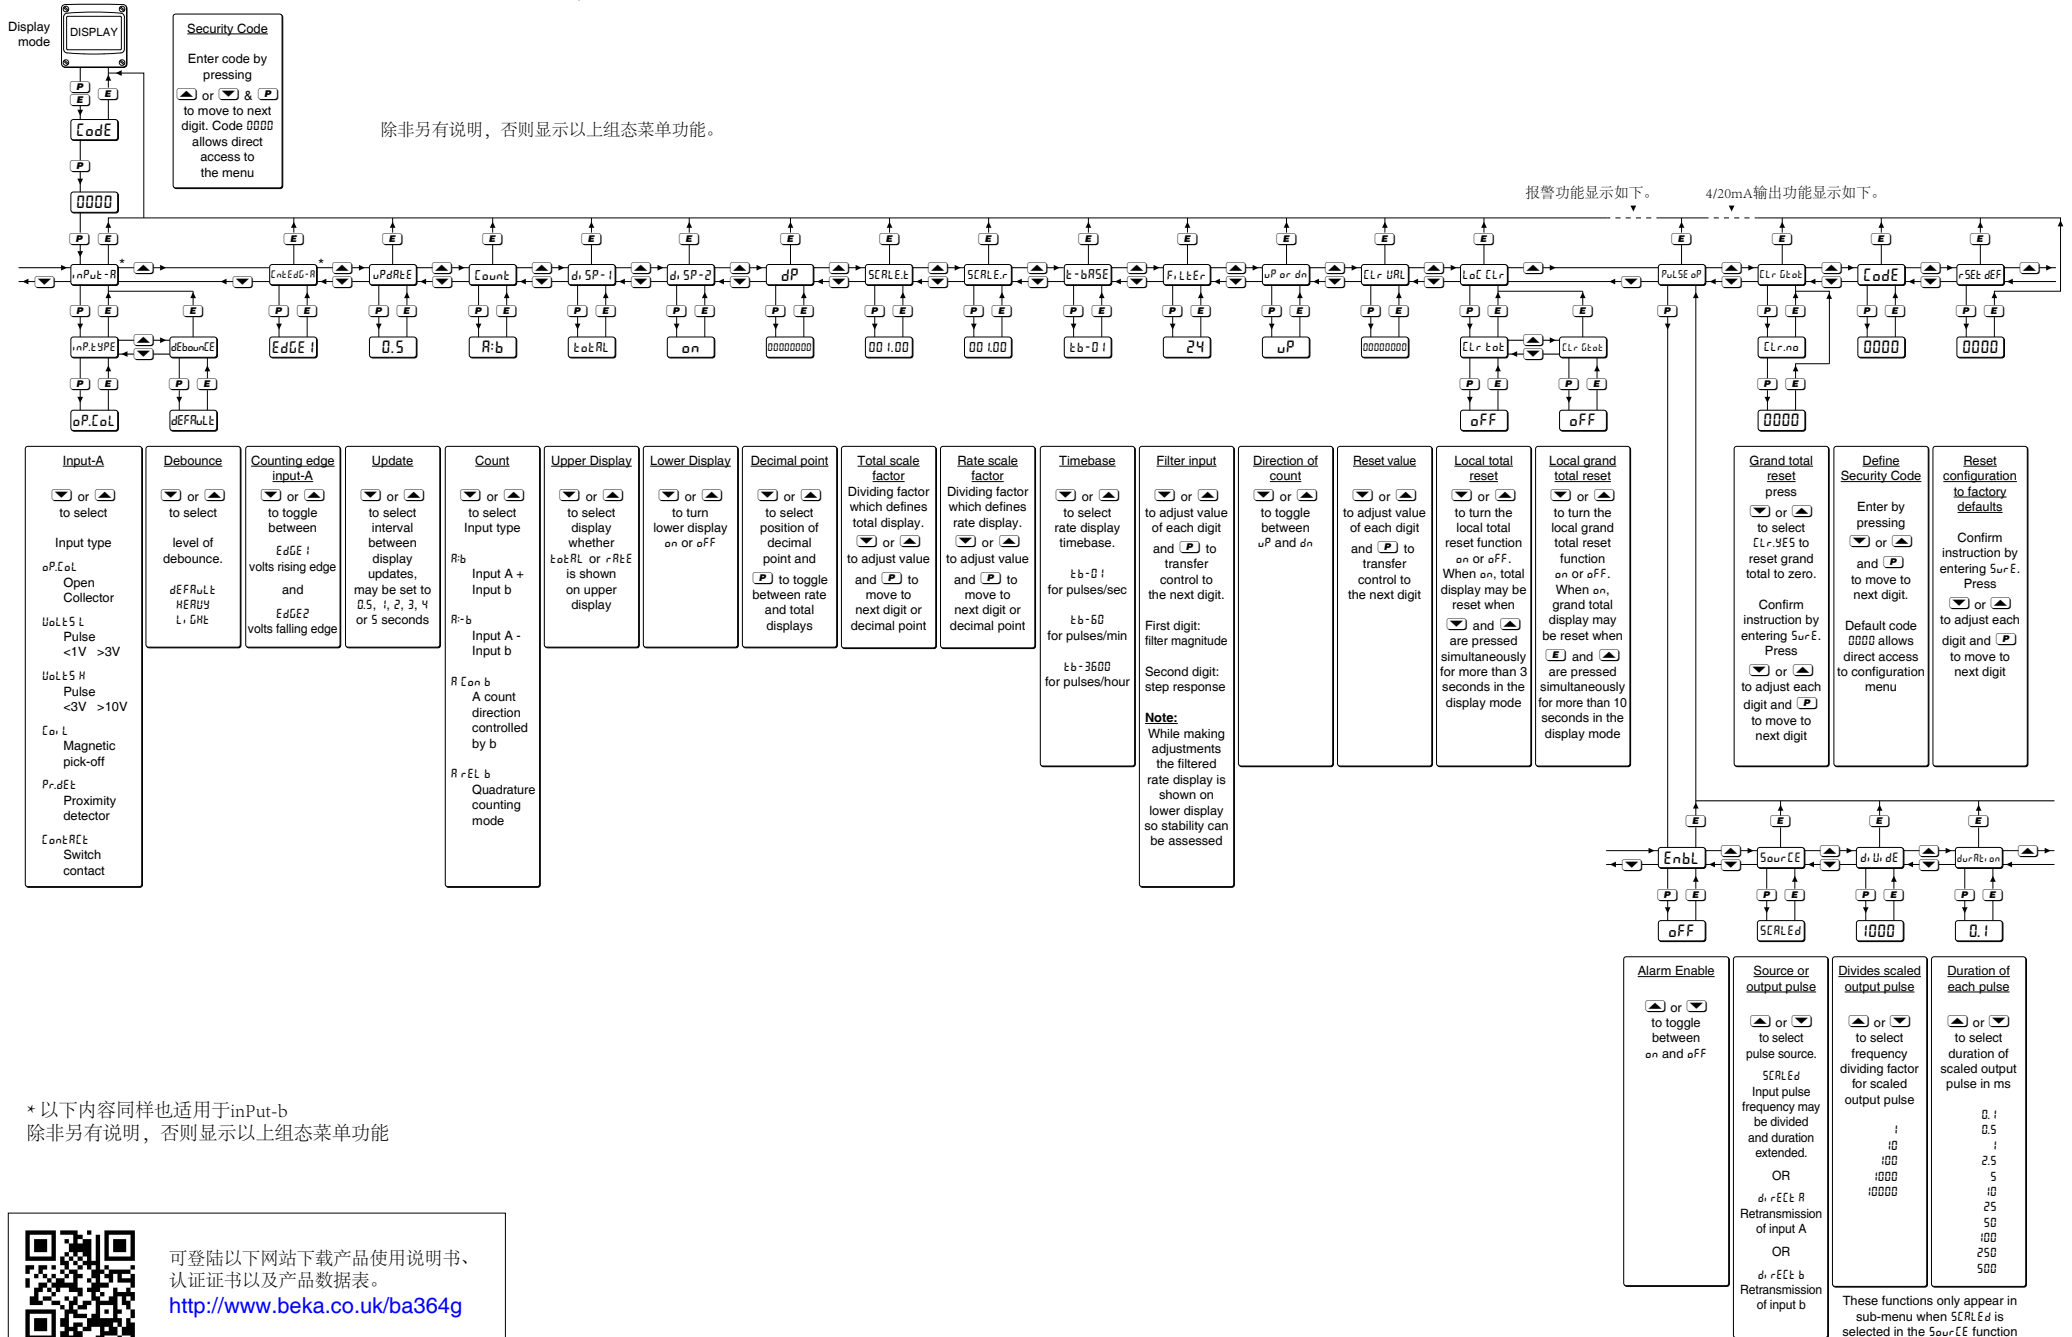 Display
mode
DISPLAY
P
E
E
CodE
P
0000
Security Code
Enter code by
pressing
or & P
to move to next
digit. Code 0000
allows direct
access to
the menu
除非另有说明，否则显示以上组态菜单功能。
报警功能显示如下。
4/20mA输出功能显示如下。
P E E E E E E E E E E E E E E E E E
inPut-A * CntEdG-A * uPdAtE Count diSP-1 diSP-2 dP SCALE.t SCALE.r t-bASE FiLtEr uP or dn CLr VAL LoC CLr PuLSE oP CLr Gtot CodE rSEt dEF
P E E P E P E P E P E P E P E P E P E P E P E P E P E P E E P P E E P E P E
inP.tYPE dEbounCE EdGE 1 0.5 A:b totAL on 00000000 001.00 001.00 tb-01 24 uP 00000000 CLr tot CLr Gtot CLr.no 0000 0000
P E P E P E P E P E
oP.CoL dEFAuLt oFF oFF 0000
Input-A
or
to select
Input type
oP.CoL
Open
Collector
VoLtS L
Pulse
<1V >3V
VoLtS H
Pulse
<3V >10V
CoiL
Magnetic
pick-off
Pr.dEt
Proximity
detector
ContACt
Switch
contact
Debounce
or
to select
level of
debounce.
dEFAuLt
HEAVY
LiGHt
Counting edge
input-A
or
to toggle
between
EdGE 1
volts rising edge
and
EdGE2
volts falling edge
Update
or
to select
interval
between
display
updates,
may be set to
0.5, 1, 2, 3, 4
or 5 seconds
Count
or
to select
Input type
A:b
Input A +
Input b
A:-b
Input A -
Input b
A Con b
A count
direction
controlled
by b
A rEL b
Quadrature
counting
mode
Upper Display
or
to select
display
whether
totAL or rAtE
is shown
on upper
display
Lower Display
or
to turn
lower display
on or oFF
Decimal point
or
to select
position of
decimal
point and
P to toggle
between rate
and total
displays
Total scale
factor
Dividing factor
which defines
total display.
or
to adjust value
and P to
move to
next digit or
decimal point
Rate scale
factor
Dividing factor
which defines
rate display.
or
to adjust value
and P to
move to
next digit or
decimal point
Timebase
or
to select
rate display
timebase.
tb-01
for pulses/sec
tb-60
for pulses/min
tb-3600
for pulses/hour
Filter input
or
to adjust value
of each digit
and P to
transfer
control to
the next digit.
First digit:
filter magnitude
Second digit:
step response
Note:
While making
adjustments
the filtered
rate display is
shown on
lower display
so stability can
be assessed
Direction of
count
or
to toggle
between
uP and dn
Reset value
or
to adjust value
of each digit
and P to
transfer
control to
the next digit
Local total
reset
or
to turn the
local total
reset function
on or oFF.
When on, total
display may be
reset when
and
are pressed
simultaneously
for more than 3
seconds in the
display mode
Local grand
total reset
or
to turn the
local grand
total reset
function
on or oFF.
When on,
grand total
display may
be reset when
E and
are pressed
simultaneously
for more than 10
seconds in the
display mode
Grand total
reset
press
or
to select
CLr.YES to
reset grand
total to zero.
Confirm
instruction by
entering SurE.
Press
or
to adjust each
digit and P
to move to
next digit
Define
Security Code
Enter by
pressing
or
and P
to move to
next digit.
Default code
0000 allows
direct access
to configuration
menu
Reset
configuration
to factory
defaults
Confirm
instruction by
entering SurE.
Press
or
to adjust each
digit and P
to move to
next digit
E E E
EnbL SourCE diVidE durAtion
P E P E P E P E
oFF SCALEd 1000 0.1
Alarm Enable
or
to toggle
between
on and oFF
Source or
output pulse
or
to select
pulse source.
SCALEd
Input pulse
frequency may
be divided
and duration
extended.
OR
dirECt A
Retransmission
of input A
OR
dirECt b
Retransmission
of input b
Divides scaled
output pulse
or
to select
frequency
dividing factor
for scaled
output pulse
1
10
100
1000
10000
Duration of
each pulse
or
to select
duration of
scaled output
pulse in ms
0.1
0.5
1
2.5
5
10
25
50
100
250
500
These functions only appear in
sub-menu when SCALEd is
selected in the SourCE function
* 以下内容同样也适用于inPut-b
除非另有说明，否则显示以上组态菜单功能
可登陆以下网站下载产品使用说明书、
认证证书以及产品数据表。
http://www.beka.co.uk/ba364g